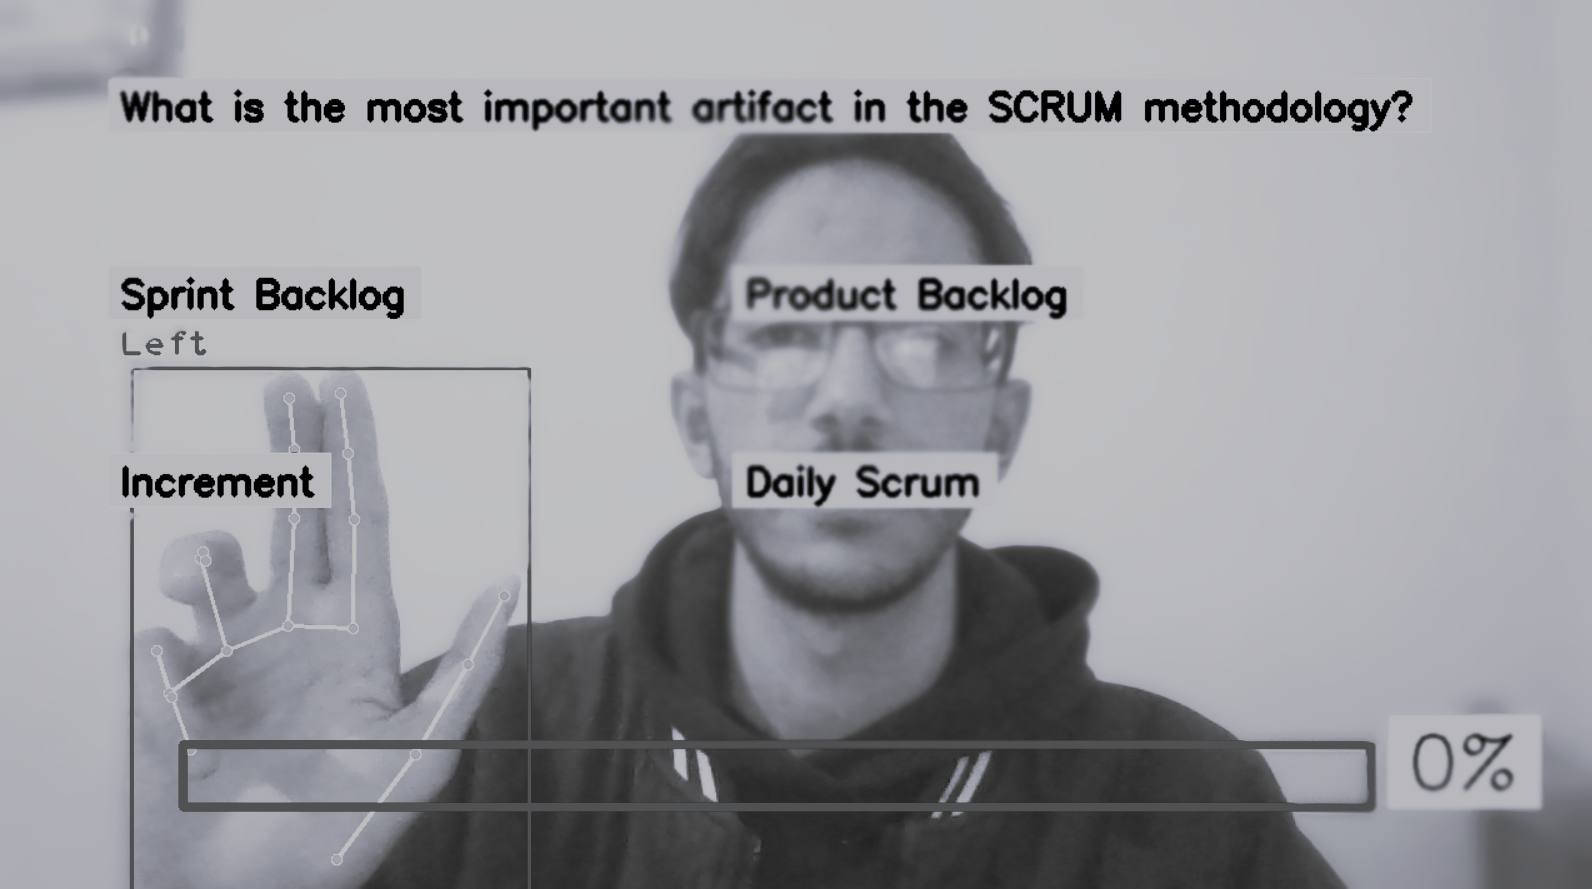 What is the most important artifact in the SCRUM methodology?
Sprint Backlog
Product Backlog
Left
Increment
Daily Scrum
0%